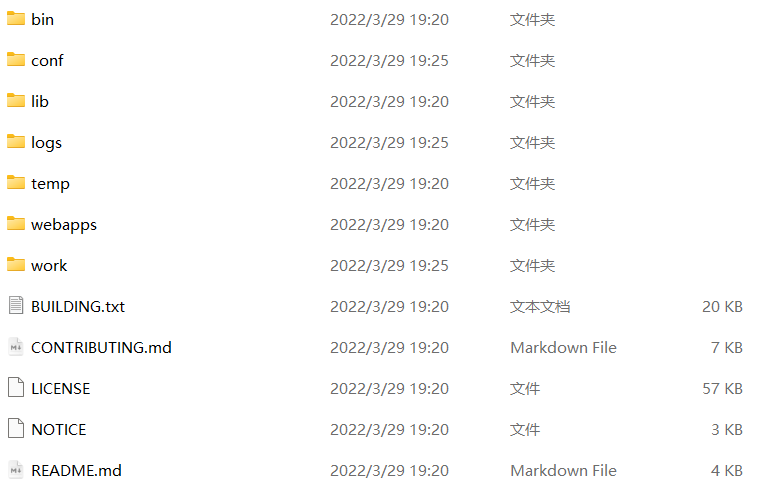 bin 2022/3/29 19:20 文件夹
conf 2022/3/29 19:25 文件夹
lib 2022/3/29 19:20 文件夹
logs 2022/3/29 19:25 文件夹
temp 2022/3/29 19:20 文件夹
webapps 2022/3/29 19:20 文件夹
work 2022/3/29 19:25 文件夹
BUILDING.txt 2022/3/29 19:20 文本文档 20 KB
CONTRIBUTING.md 2022/3/29 19:20 Markdown File 7 KB
LICENSE 2022/3/29 19:20 文件 57 KB
NOTICE 2022/3/29 19:20 文件 3 KB
README.md 2022/3/29 19:20 Markdown File 4 KB